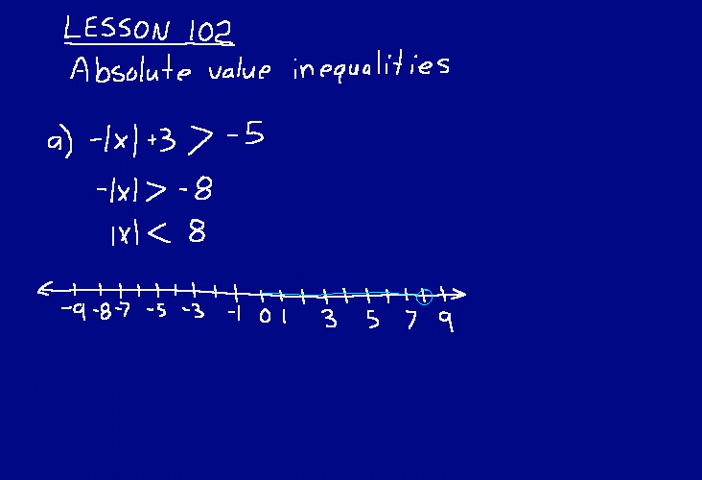 LESSON 102
Absolute value inequalities
a) -|x| +3 > -5
-|x| > -8
|x| < 8
-9 -8 -7 -5 -3 -1 0 1 3 5 7 9